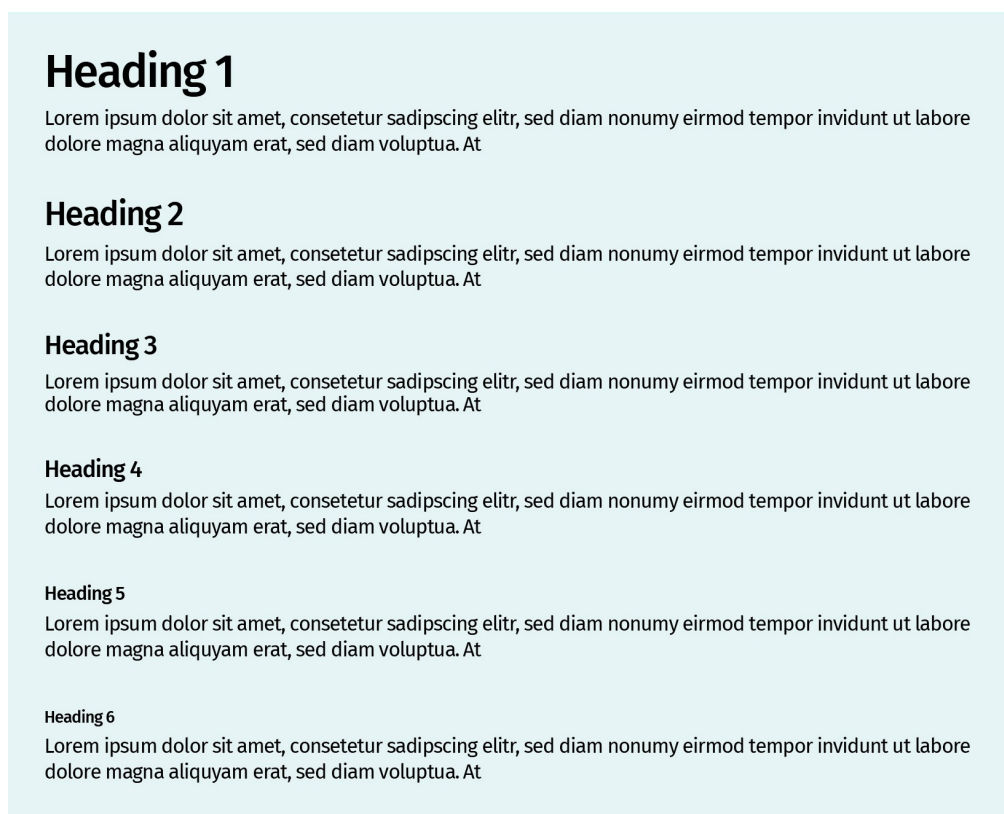 Heading 1
Lorem ipsum dolor sit amet, consetetur sadipscing elitr, sed diam nonumy eirmod tempor invidunt ut labore
dolore magna aliquyam erat, sed diam voluptua. At
Heading 2
Lorem ipsum dolor sit amet, consetetur sadipscing elitr, sed diam nonumy eirmod tempor invidunt ut labore
dolore magna aliquyam erat, sed diam voluptua. At
Heading 3
Lorem ipsum dolor sit amet, consetetur sadipscing elitr, sed diam nonumy eirmod tempor invidunt ut labore
dolore magna aliquyam erat, sed diam voluptua. At
Heading 4
Lorem ipsum dolor sit amet, consetetur sadipscing elitr, sed diam nonumy eirmod tempor invidunt ut labore
dolore magna aliquyam erat, sed diam voluptua. At
Heading 5
Lorem ipsum dolor sit amet, consetetur sadipscing elitr, sed diam nonumy eirmod tempor invidunt ut labore
dolore magna aliquyam erat, sed diam voluptua. At
Heading 6
Lorem ipsum dolor sit amet, consetetur sadipscing elitr, sed diam nonumy eirmod tempor invidunt ut labore
dolore magna aliquyam erat, sed diam voluptua. At